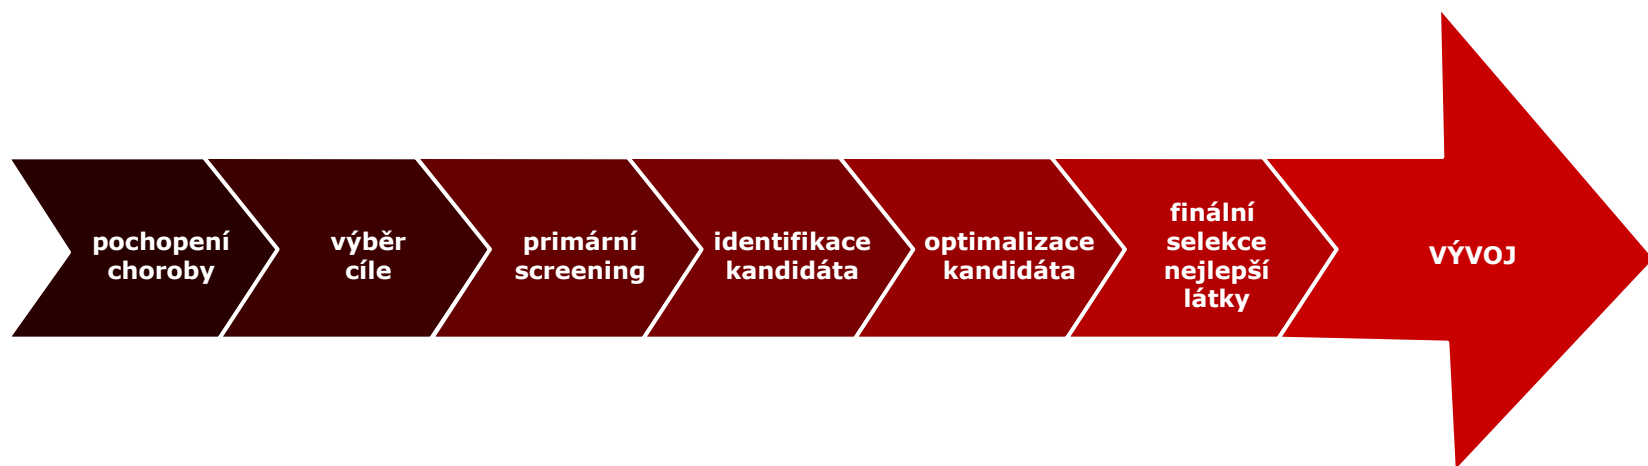 pochopení
choroby
výběr
cíle
primární
screening
identifikace
kandidáta
optimalizace
kandidáta
finální
selekce
nejlepší
látky
VÝVOJ